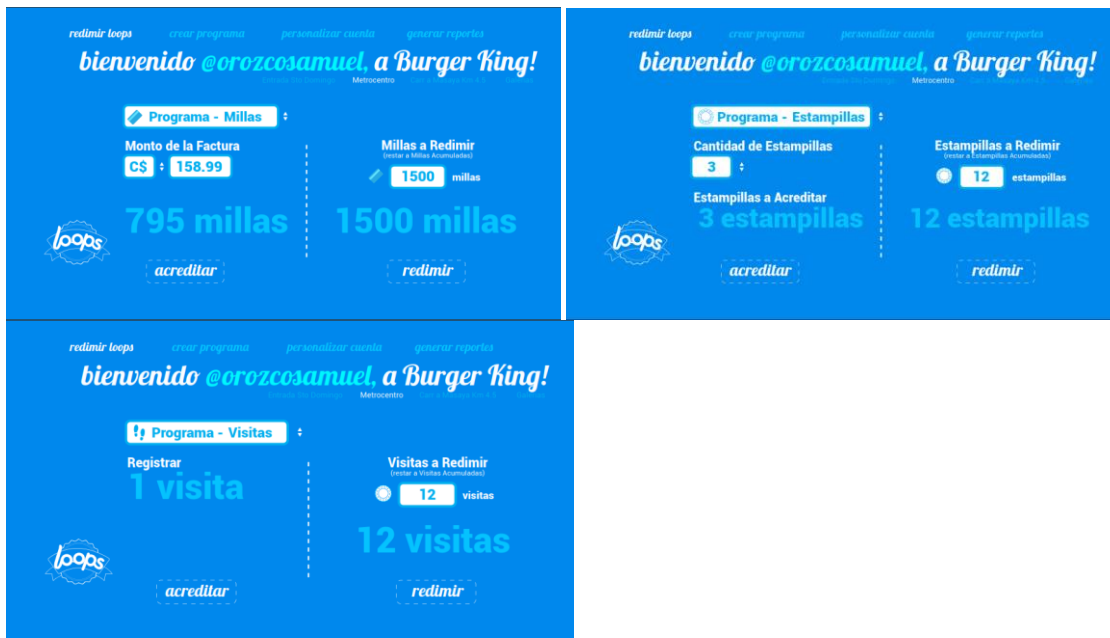 redimir loops crear programa personalizar cuenta generar reportes
bienvenido @orozcosamuel, a Burger King!
Metrocentro
Programa - Millas
Monto de la Factura
C$ 158.99
795 millas
Millas a Redimir
(restar a Millas Acumuladas)
1500 millas
1500 millas
loops
acreditar
redimir
redimir loops crear programa personalizar cuenta generar reportes
bienvenido @orozcosamuel, a Burger King!
Metrocentro
Programa - Estampillas
Cantidad de Estampillas
3
Estampillas a Acreditar
3 estampillas
Estampillas a Redimir
(restar a Estampillas Acumuladas)
12 estampillas
12 estampillas
loops
acreditar
redimir
redimir loops crear programa personalizar cuenta generar reportes
bienvenido @orozcosamuel, a Burger King!
Metrocentro
Programa - Visitas
Registrar
1 visita
Visitas a Redimir
(restar a Visitas Acumuladas)
12 visitas
12 visitas
loops
acreditar
redimir